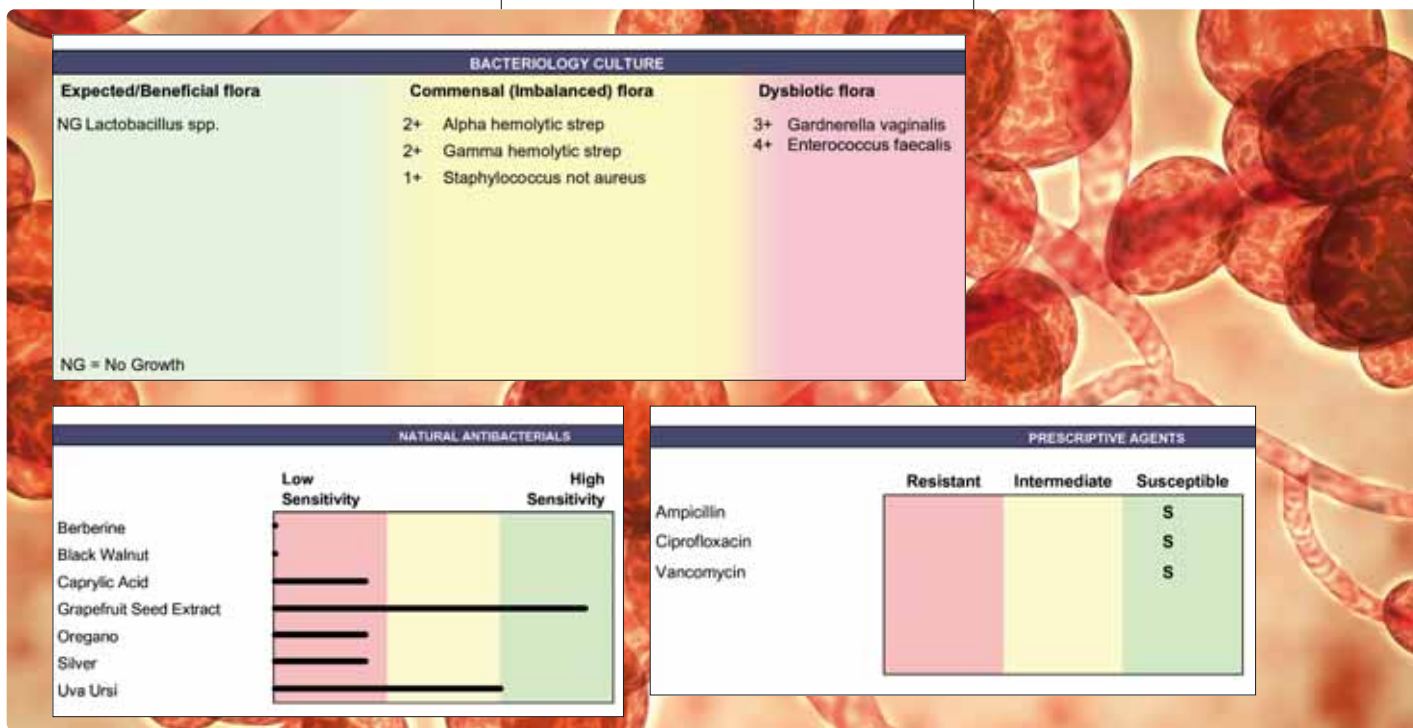 BACTERIOLOGY CULTURE
Expected/Beneficial flora
NG Lactobacillus spp.
NG = No Growth
Commensal (Imbalanced) flora
2+ Alpha hemolytic strep
2+ Gamma hemolytic strep
1+ Staphylococcus not aureus
Dysbiotic flora
3+ Gardnerella vaginalis
4+ Enterococcus faecalis
NATURAL ANTIBACTERIALS
Low Sensitivity
High Sensitivity
Berberine
Black Walnut
Caprylic Acid
Grapefruit Seed Extract
Oregano
Silver
Uva Ursi
PRESCRIPTIVE AGENTS
Resistant Intermediate Susceptible
Ampicillin S
Ciprofloxacin S
Vancomycin S